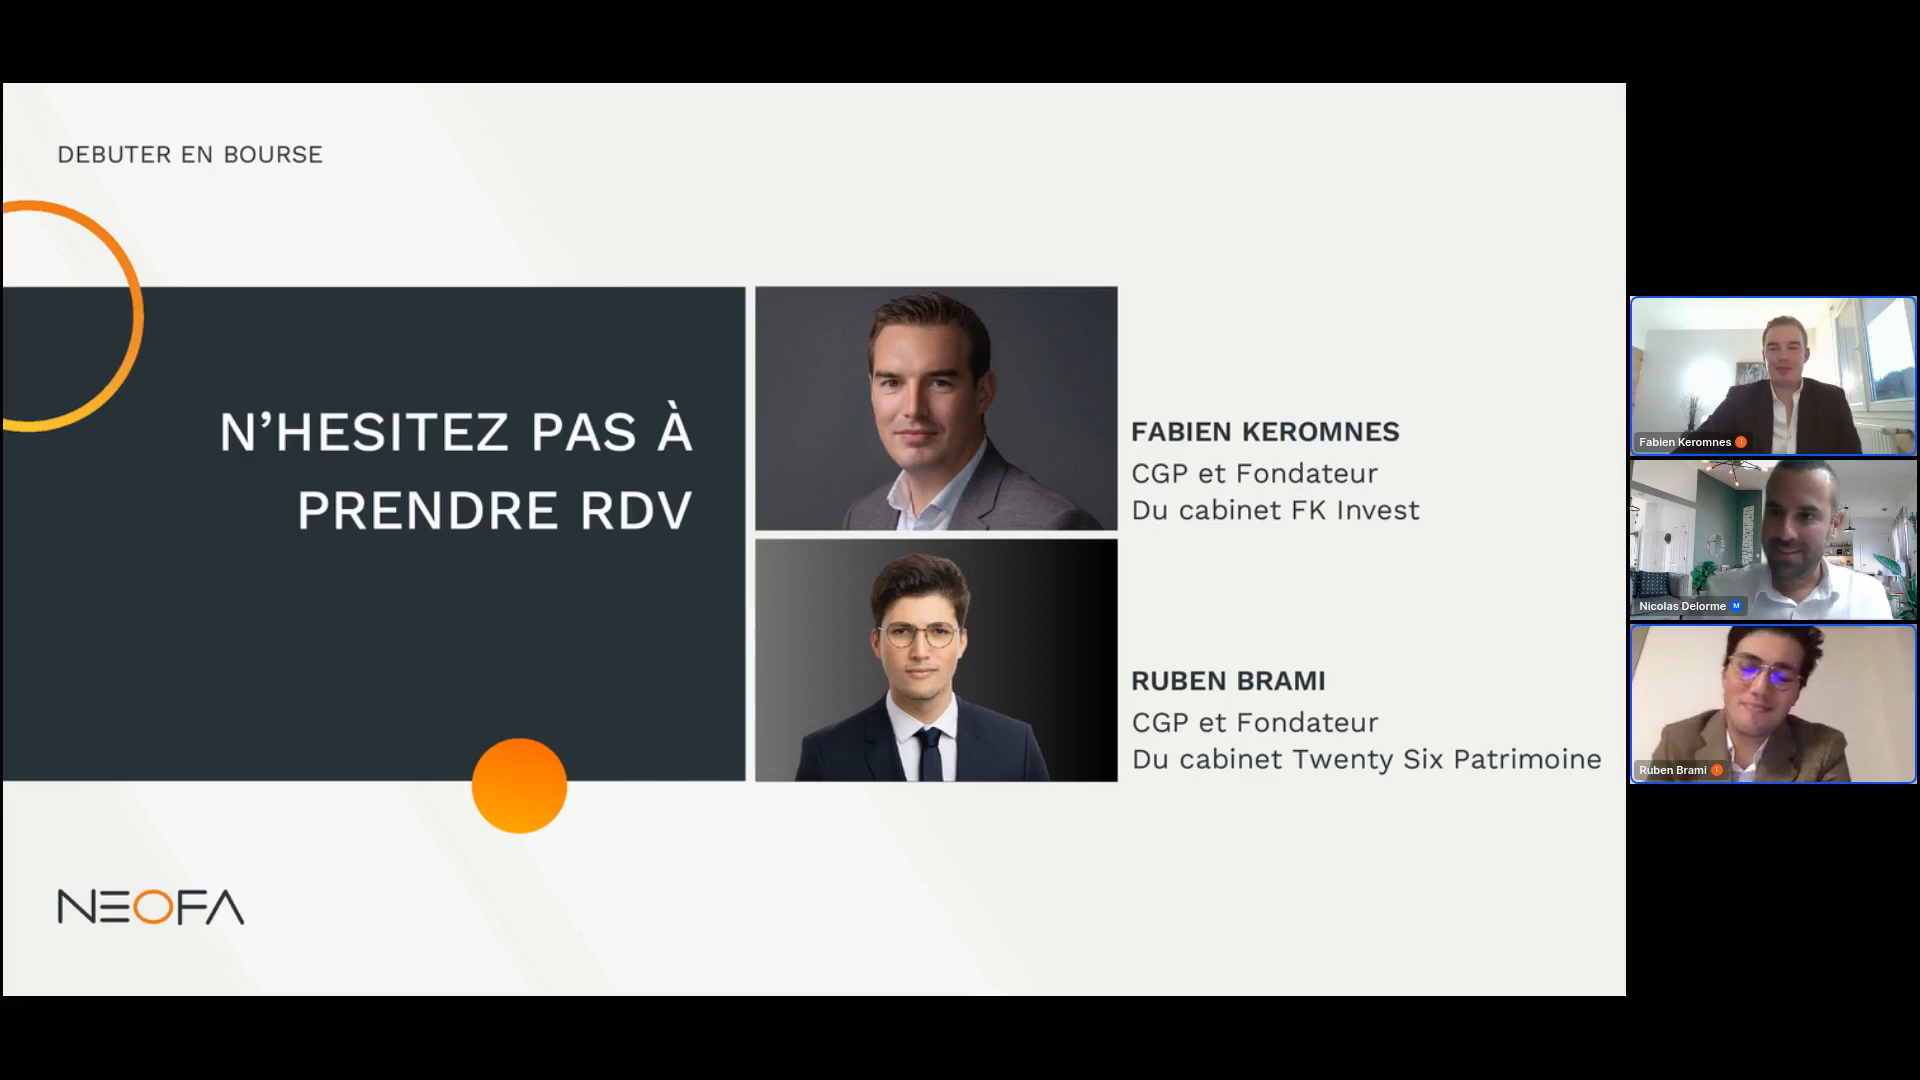 DEBUTER EN BOURSE
N’HESITEZ PAS À
PRENDRE RDV
FABIEN KEROMNES
CGP et Fondateur
Du cabinet FK Invest
RUBEN BRAMI
CGP et Fondateur
Du cabinet Twenty Six Patrimoine
NEOFA
Fabien Keromnes I
Nicolas Delorme M
Ruben Brami I